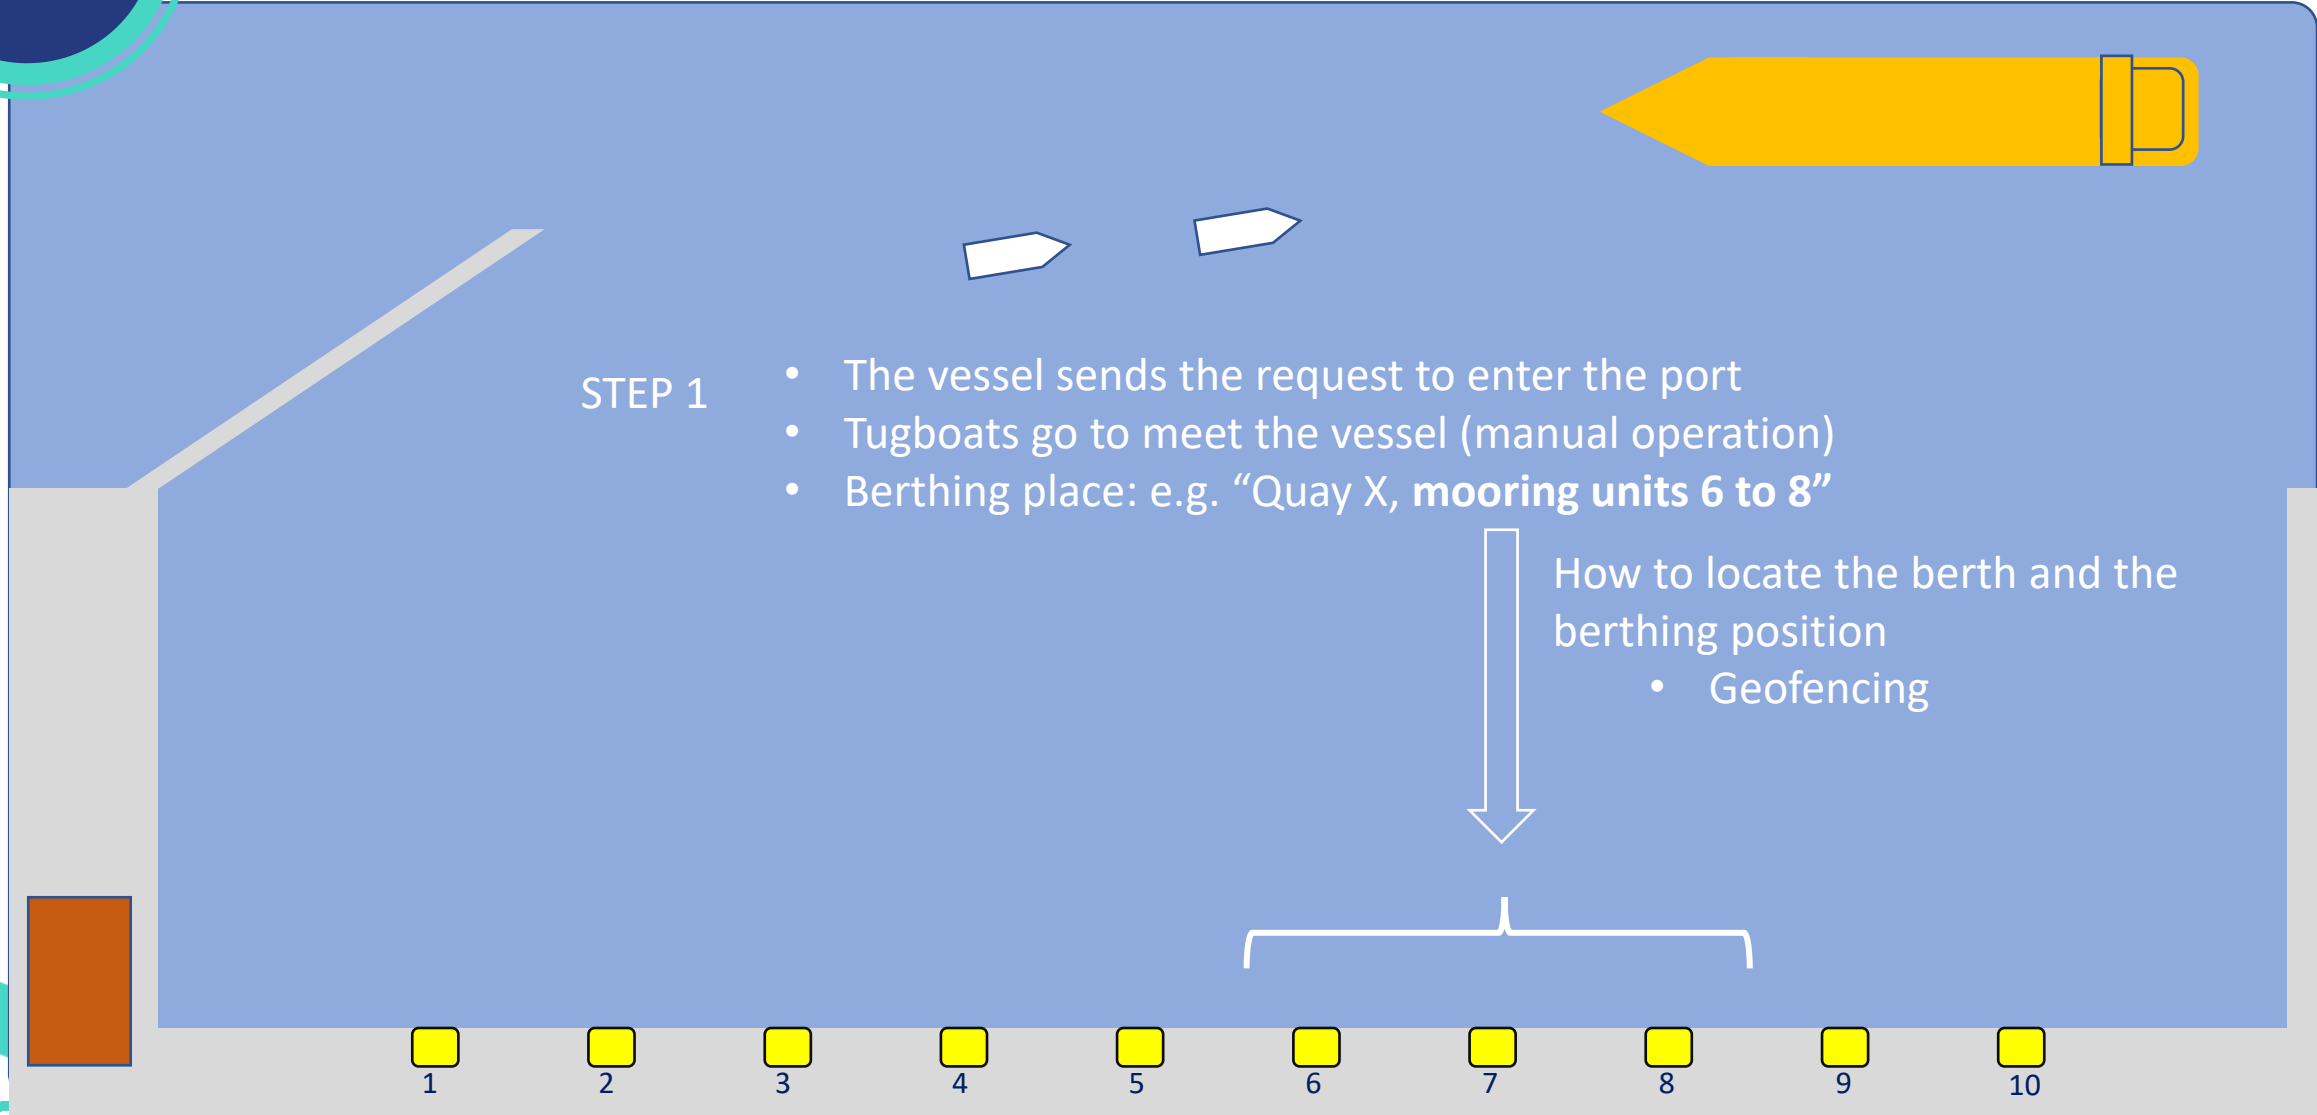 STEP 1
• The vessel sends the request to enter the port
• Tugboats go to meet the vessel (manual operation)
• Berthing place: e.g. “Quay X, mooring units 6 to 8”
How to locate the berth and the
berthing position
• Geofencing
1 2 3 4 5 6 7 8 9 10